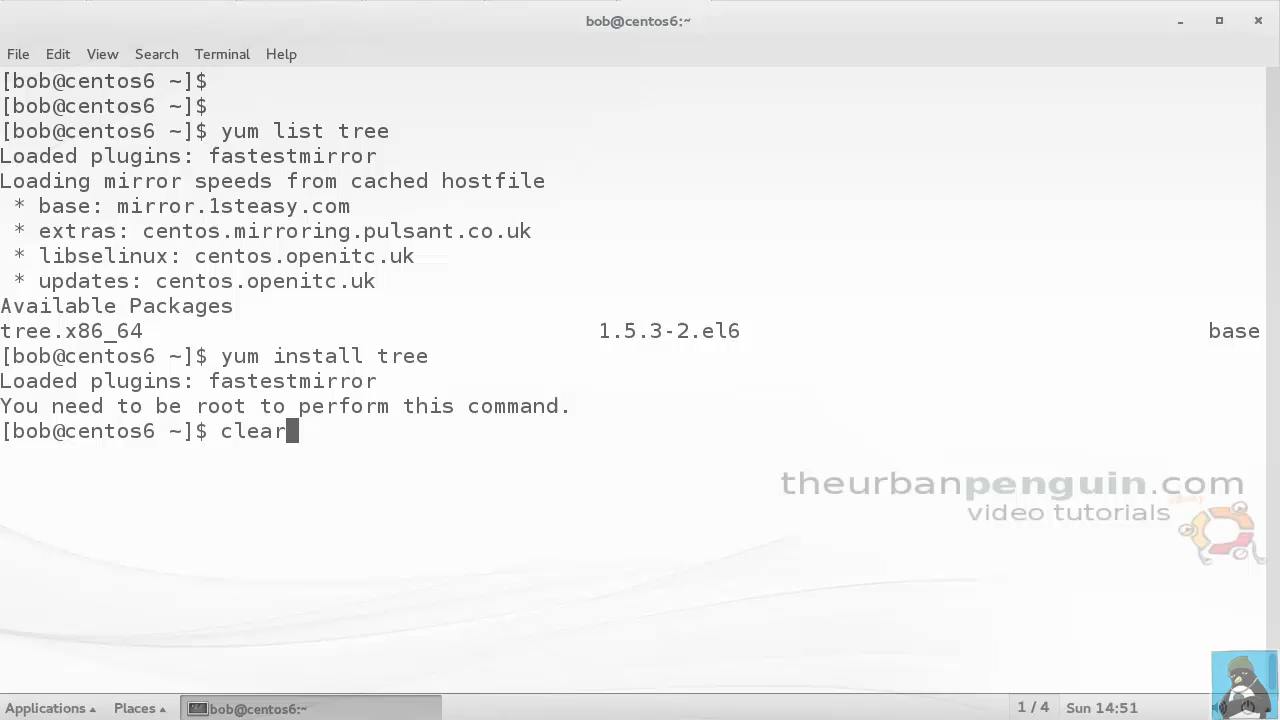 bob@centos6:~
File Edit View Search Terminal Help
[bob@centos6 ~]$
[bob@centos6 ~]$
[bob@centos6 ~]$ yum list tree
Loaded plugins: fastestmirror
Loading mirror speeds from cached hostfile
 * base: mirror.1steasy.com
 * extras: centos.mirroring.pulsant.co.uk
 * libselinux: centos.openitc.uk
 * updates: centos.openitc.uk
Available Packages
tree.x86_64 1.5.3-2.el6 base
[bob@centos6 ~]$ yum install tree
Loaded plugins: fastestmirror
You need to be root to perform this command.
[bob@centos6 ~]$ clear
theurbanpenguin.com
video tutorials
Applications Places bob@centos6:~ 1 / 4 Sun 14:51